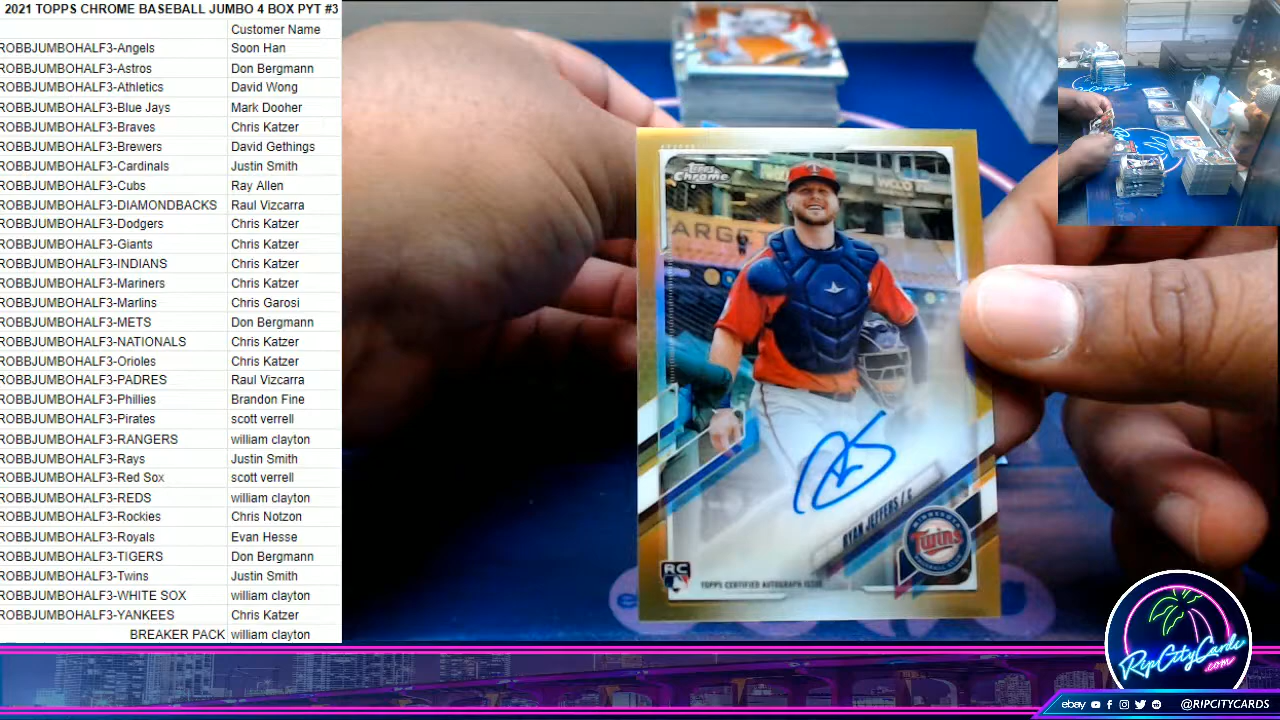 2021 TOPPS CHROME BASEBALL JUMBO 4 BOX PYT #3
Customer Name
ROBBJUMBOHALF3-Angels Soon Han
ROBBJUMBOHALF3-Astros Don Bergmann
ROBBJUMBOHALF3-Athletics David Wong
ROBBJUMBOHALF3-Blue Jays Mark Dooher
ROBBJUMBOHALF3-Braves Chris Katzer
ROBBJUMBOHALF3-Brewers David Gethings
ROBBJUMBOHALF3-Cardinals Justin Smith
ROBBJUMBOHALF3-Cubs Ray Allen
ROBBJUMBOHALF3-DIAMONDBACKS Raul Vizcarra
ROBBJUMBOHALF3-Dodgers Chris Katzer
ROBBJUMBOHALF3-Giants Chris Katzer
ROBBJUMBOHALF3-INDIANS Chris Katzer
ROBBJUMBOHALF3-Mariners Chris Katzer
ROBBJUMBOHALF3-Marlins Chris Garosi
ROBBJUMBOHALF3-METS Don Bergmann
ROBBJUMBOHALF3-NATIONALS Chris Katzer
ROBBJUMBOHALF3-Orioles Chris Katzer
ROBBJUMBOHALF3-PADRES Raul Vizcarra
ROBBJUMBOHALF3-Phillies Brandon Fine
ROBBJUMBOHALF3-Pirates scott verrell
ROBBJUMBOHALF3-RANGERS william clayton
ROBBJUMBOHALF3-Rays Justin Smith
ROBBJUMBOHALF3-Red Sox scott verrell
ROBBJUMBOHALF3-REDS william clayton
ROBBJUMBOHALF3-Rockies Chris Notzon
ROBBJUMBOHALF3-Royals Evan Hesse
ROBBJUMBOHALF3-TIGERS Don Bergmann
ROBBJUMBOHALF3-Twins Justin Smith
ROBBJUMBOHALF3-WHITE SOX william clayton
ROBBJUMBOHALF3-YANKEES Chris Katzer
BREAKER PACK william clayton
Topps
Chrome
ARGE
RYAN JEFFERS / C
MINNESOTA
Twins
RC
TOPPS CERTIFIED AUTOGRAPH ISSUE
RipCityCards
.com
ebay @RIPCITYCARDS